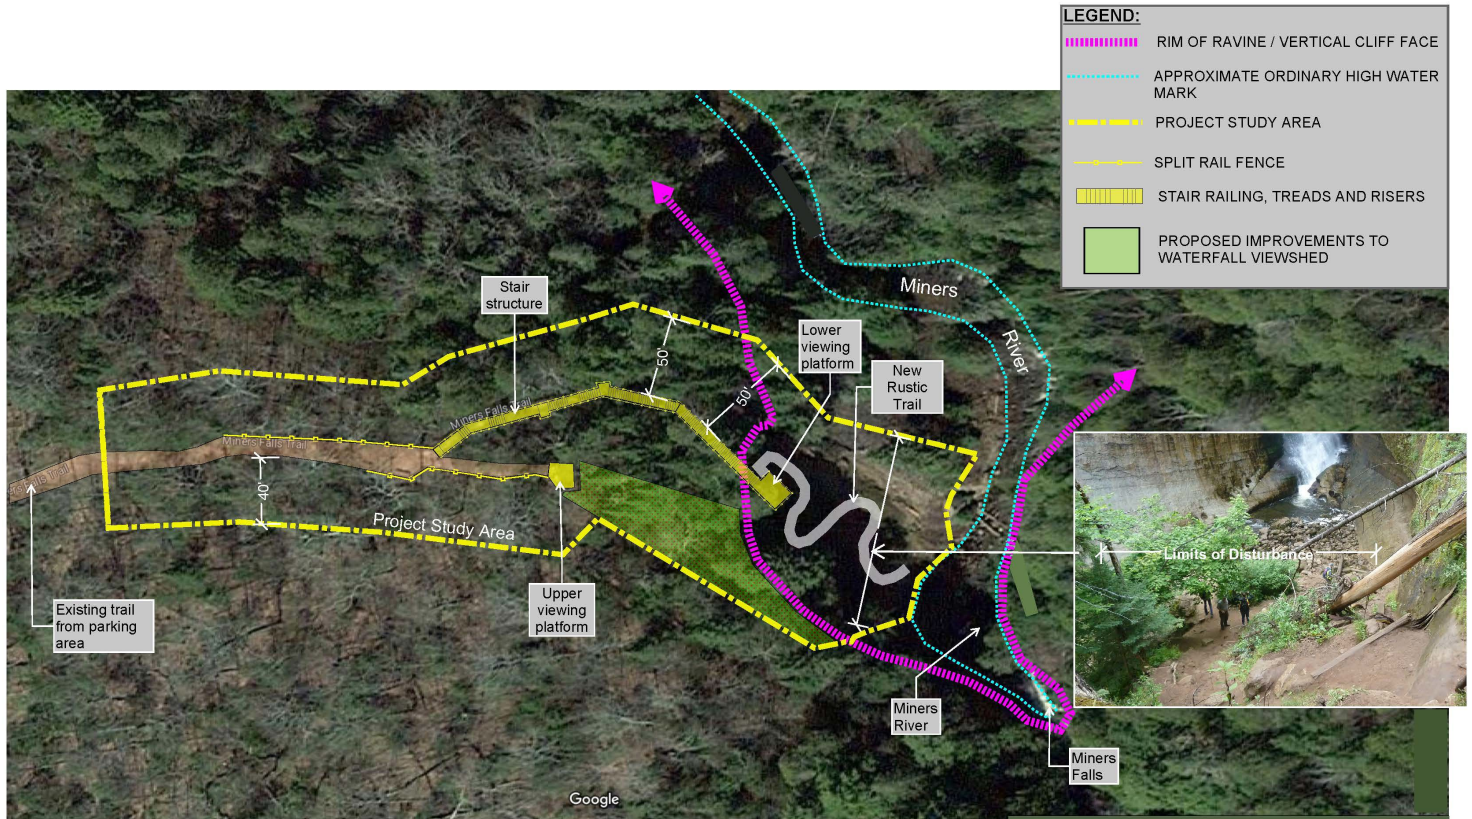 LEGEND:
RIM OF RAVINE / VERTICAL CLIFF FACE
APPROXIMATE ORDINARY HIGH WATER
MARK
PROJECT STUDY AREA
SPLIT RAIL FENCE
STAIR RAILING, TREADS AND RISERS
PROPOSED IMPROVEMENTS TO
WATERFALL VIEWSHED
Stair
structure
Miners
River
Lower
viewing
platform
New
Rustic
Trail
50'
50'
Miners Falls Trail
Miners Falls Trail
Falls Trail
40'
Project Study Area
Limits of Disturbance
Existing trail
from parking
area
Upper
viewing
platform
Miners
River
Miners
Falls
Google